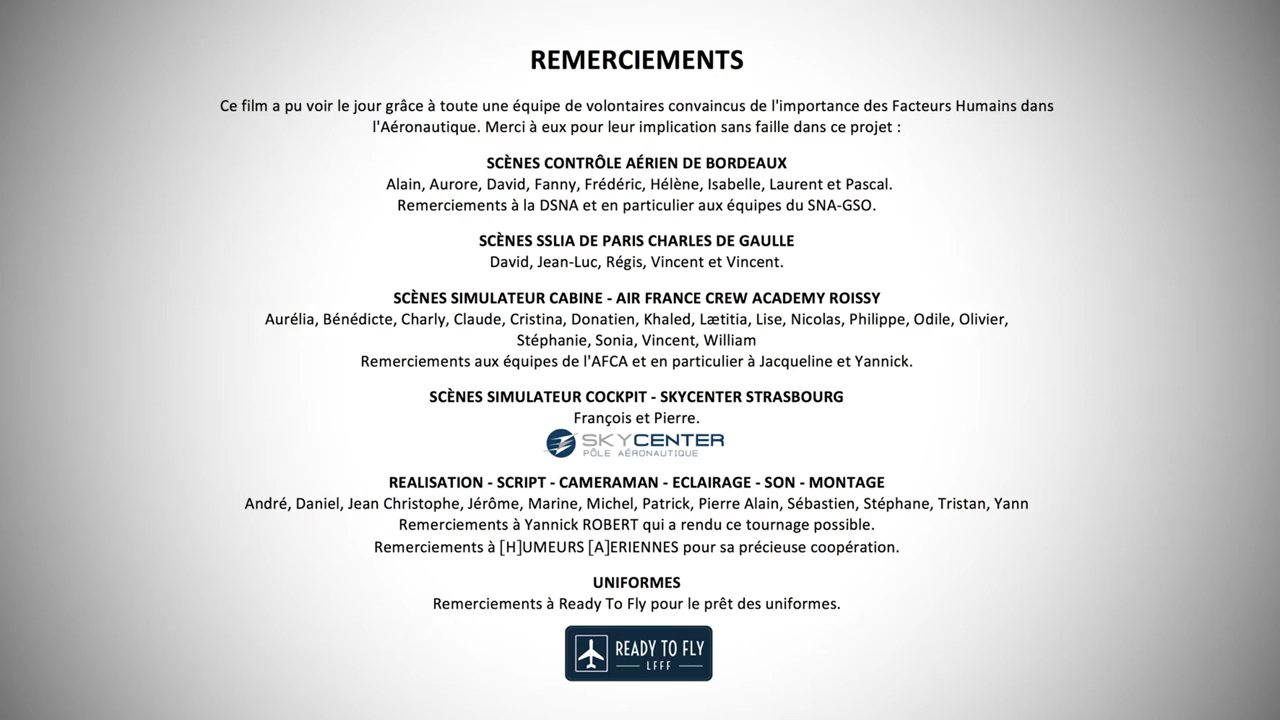 REMERCIEMENTS
Ce film a pu voir le jour grâce à toute une équipe de volontaires convaincus de l'importance des Facteurs Humains dans
l'Aéronautique. Merci à eux pour leur implication sans faille dans ce projet :
SCÈNES CONTRÔLE AÉRIEN DE BORDEAUX
Alain, Aurore, David, Fanny, Frédéric, Hélène, Isabelle, Laurent et Pascal.
Remerciements à la DSNA et en particulier aux équipes du SNA-GSO.
SCÈNES SSLIA DE PARIS CHARLES DE GAULLE
David, Jean-Luc, Régis, Vincent et Vincent.
SCÈNES SIMULATEUR CABINE - AIR FRANCE CREW ACADEMY ROISSY
Aurélia, Bénédicte, Charly, Claude, Cristina, Donatien, Khaled, Lætitia, Lise, Nicolas, Philippe, Odile, Olivier,
Stéphanie, Sonia, Vincent, William
Remerciements aux équipes de l'AFCA et en particulier à Jacqueline et Yannick.
SCÈNES SIMULATEUR COCKPIT - SKYCENTER STRASBOURG
François et Pierre.
SKYCENTER
PÔLE AÉRONAUTIQUE
REALISATION - SCRIPT - CAMERAMAN - ECLAIRAGE - SON - MONTAGE
André, Daniel, Jean Christophe, Jérôme, Marine, Michel, Patrick, Pierre Alain, Sébastien, Stéphane, Tristan, Yann
Remerciements à Yannick ROBERT qui a rendu ce tournage possible.
Remerciements à [H]UMEURS [A]ERIENNES pour sa précieuse coopération.
UNIFORMES
Remerciements à Ready To Fly pour le prêt des uniformes.
READY TO FLY
LFFF